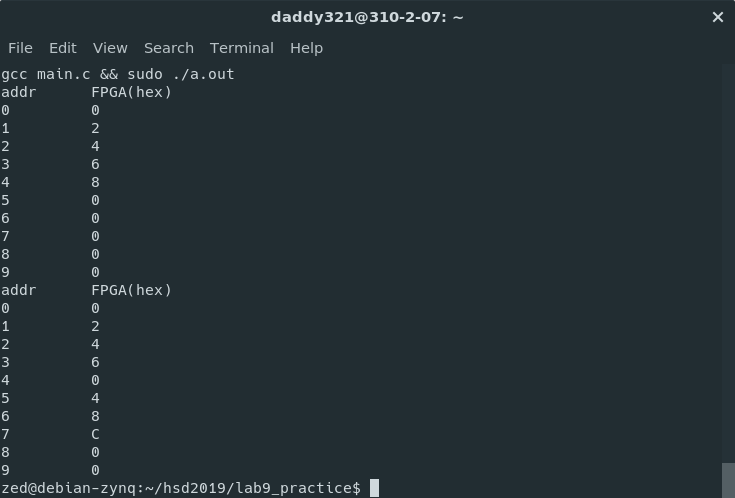 daddy321@310-2-07: ~
File Edit View Search Terminal Help
gcc main.c && sudo ./a.out
addr FPGA(hex)
0 0
1 2
2 4
3 6
4 8
5 0
6 0
7 0
8 0
9 0
addr FPGA(hex)
0 0
1 2
2 4
3 6
4 0
5 4
6 8
7 C
8 0
9 0
zed@debian-zynq:~/hsd2019/lab9_practice$